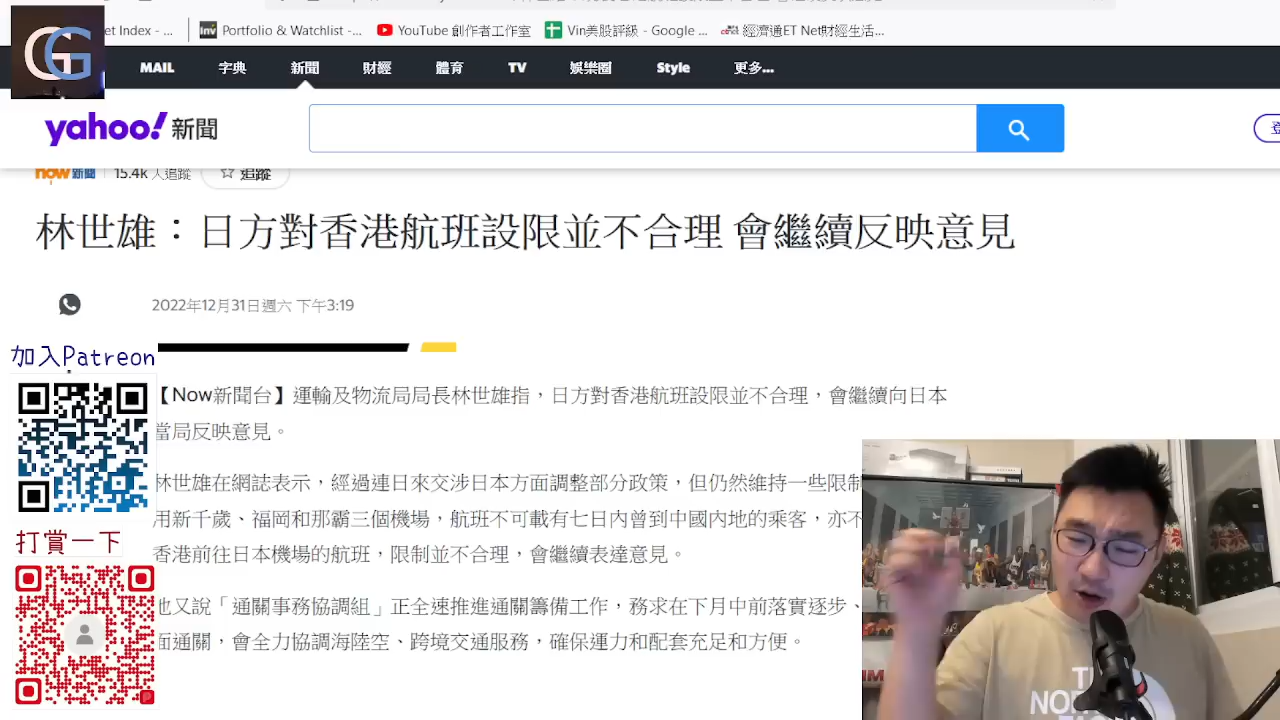 et Index - ...
Portfolio & Watchlist -...
YouTube 創作者工作室
Vin美股評級 - Google ...
經濟通ET Net財經生活...
GG
MAIL 字典 新聞 財經 體育 TV 娛樂圈 Style 更多...
yahoo! 新聞
登
now新聞 15.4k 人追蹤 ☆ 追蹤
林世雄：日方對香港航班設限並不合理 會繼續反映意見
2022年12月31日週六 下午3:19
加入Patreon
【Now新聞台】運輸及物流局局長林世雄指，日方對香港航班設限並不合理，會繼續向日本
當局反映意見。
林世雄在網誌表示，經過連日來交涉日本方面調整部分政策，但仍然維持一些限制
用新千歲、福岡和那霸三個機場，航班不可載有七日內曾到中國內地的乘客，亦不
香港前往日本機場的航班，限制並不合理，會繼續表達意見。
打賞一下
他又說「通關事務協調組」正全速推進通關籌備工作，務求在下月中前落實逐步、
面通關，會全力協調海陸空、跨境交通服務，確保運力和配套充足和方便。